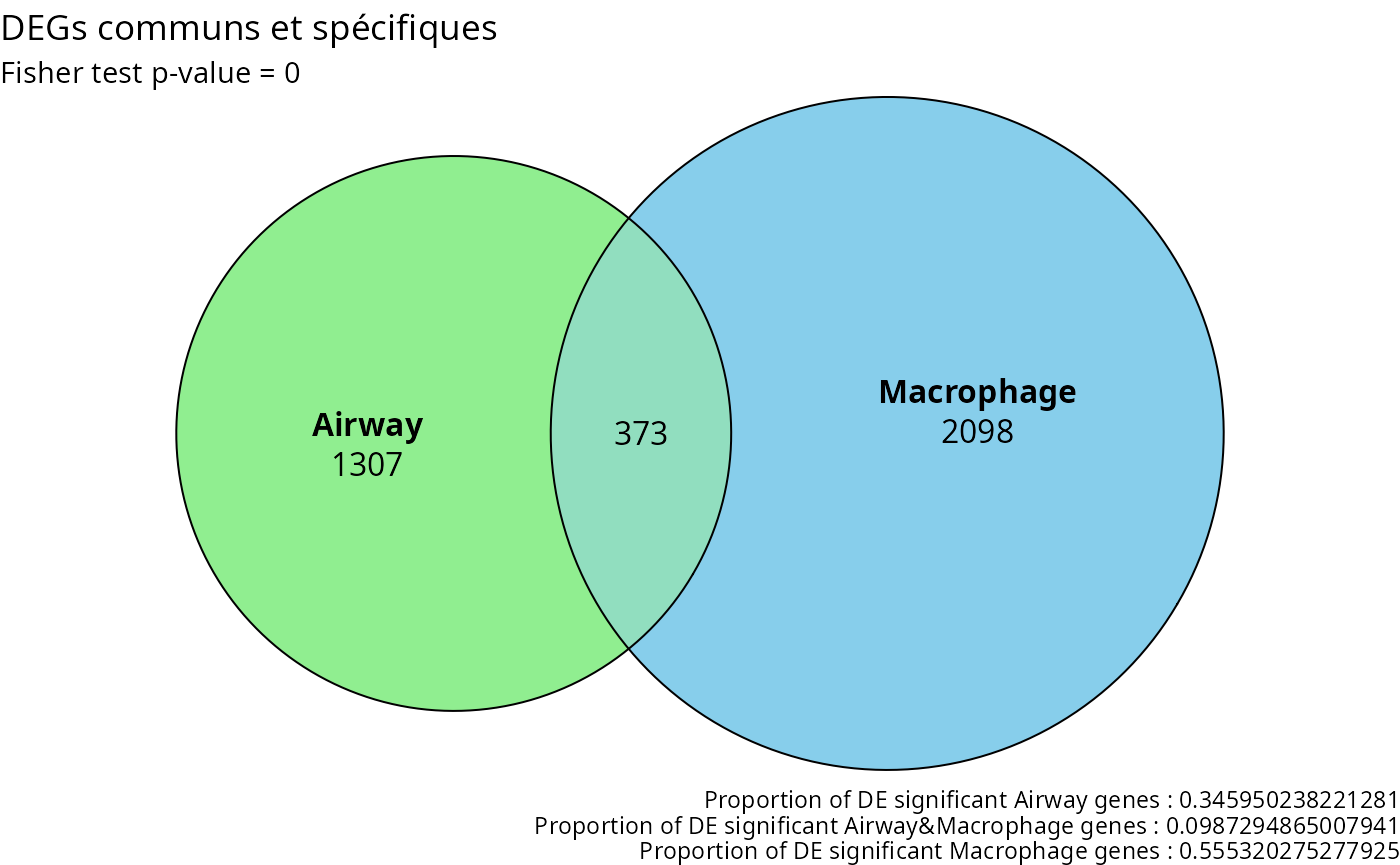 DEGs communs et spécifiques
Fisher test p-value = 0
Airway
1307
373
Macrophage
2098
Proportion of DE significant Airway genes : 0.345950238221281
Proportion of DE significant Airway&Macrophage genes : 0.0987294865007941
Proportion of DE significant Macrophage genes : 0.555320275277925